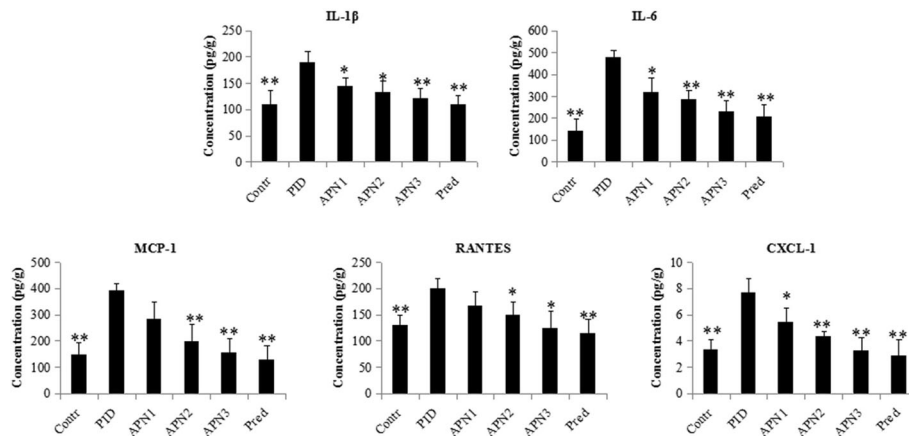 IL-1β
Concentration (pg/g)
250
200
150
100
50
0
** * * ** **
Contr PID APN1 APN2 APN3 Pred
IL-6
Concentration (pg/g)
600
500
400
300
200
100
0
** * ** ** **
Contr PID APN1 APN2 APN3 Pred
MCP-1
Concentration (pg/g)
500
400
300
200
100
0
** ** ** **
Contr PID APN1 APN2 APN3 Pred
RANTES
Concentration (pg/g)
250
200
150
100
50
0
** * * **
Contr PID APN1 APN2 APN3 Pred
CXCL-1
Concentration (pg/g)
10
8
6
4
2
0
** * ** ** **
Contr PID APN1 APN2 APN3 Pred